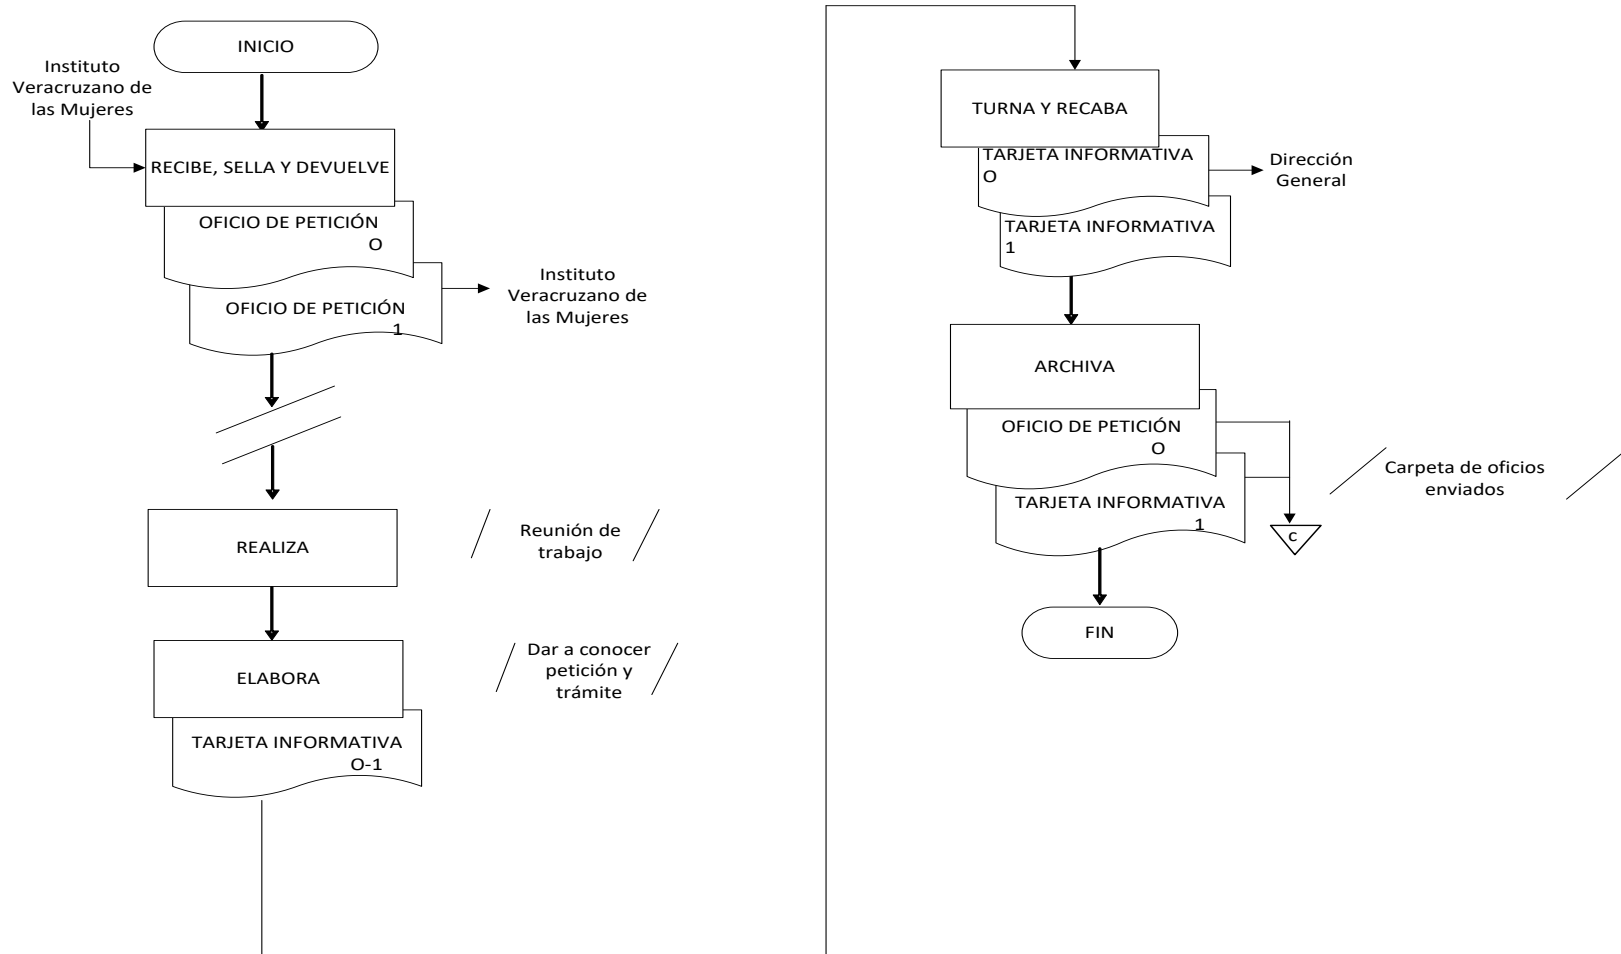 INICIO
Instituto
Veracruzano de
las Mujeres
RECIBE, SELLA Y DEVUELVE
OFICIO DE PETICIÓN
O
OFICIO DE PETICIÓN
1
Instituto
Veracruzano de
las Mujeres
REALIZA
Reunión de
trabajo
ELABORA
Dar a conocer
petición y
trámite
TARJETA INFORMATIVA
O-1
TURNA Y RECABA
TARJETA INFORMATIVA
O
Dirección
General
TARJETA INFORMATIVA
1
ARCHIVA
OFICIO DE PETICIÓN
O
TARJETA INFORMATIVA
1
Carpeta de oficios
enviados
c
FIN